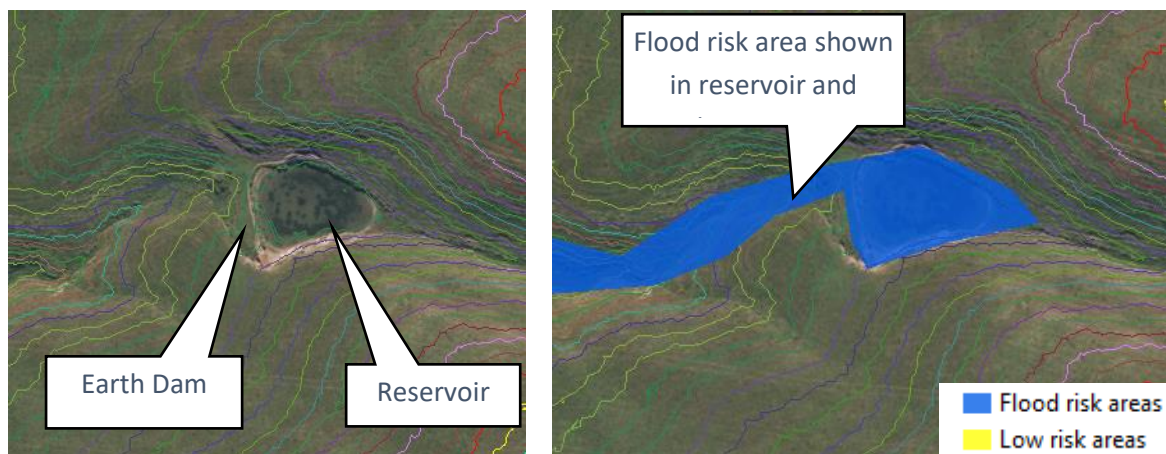 Earth Dam
Reservoir
Flood risk area shown
in reservoir and
Flood risk areas
Low risk areas